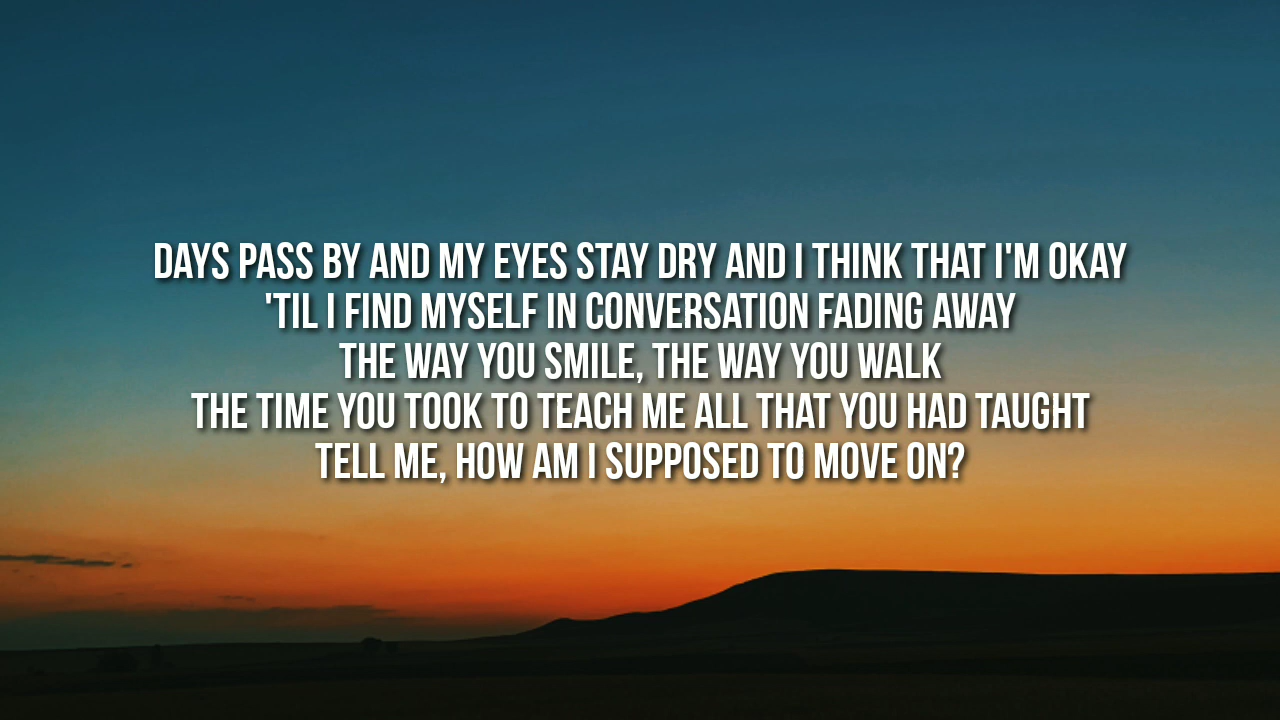 DAYS PASS BY AND MY EYES STAY DRY AND I THINK THAT I'M OKAY
'TIL I FIND MYSELF IN CONVERSATION FADING AWAY
THE WAY YOU SMILE, THE WAY YOU WALK
THE TIME YOU TOOK TO TEACH ME ALL THAT YOU HAD TAUGHT
TELL ME, HOW AM I SUPPOSED TO MOVE ON?